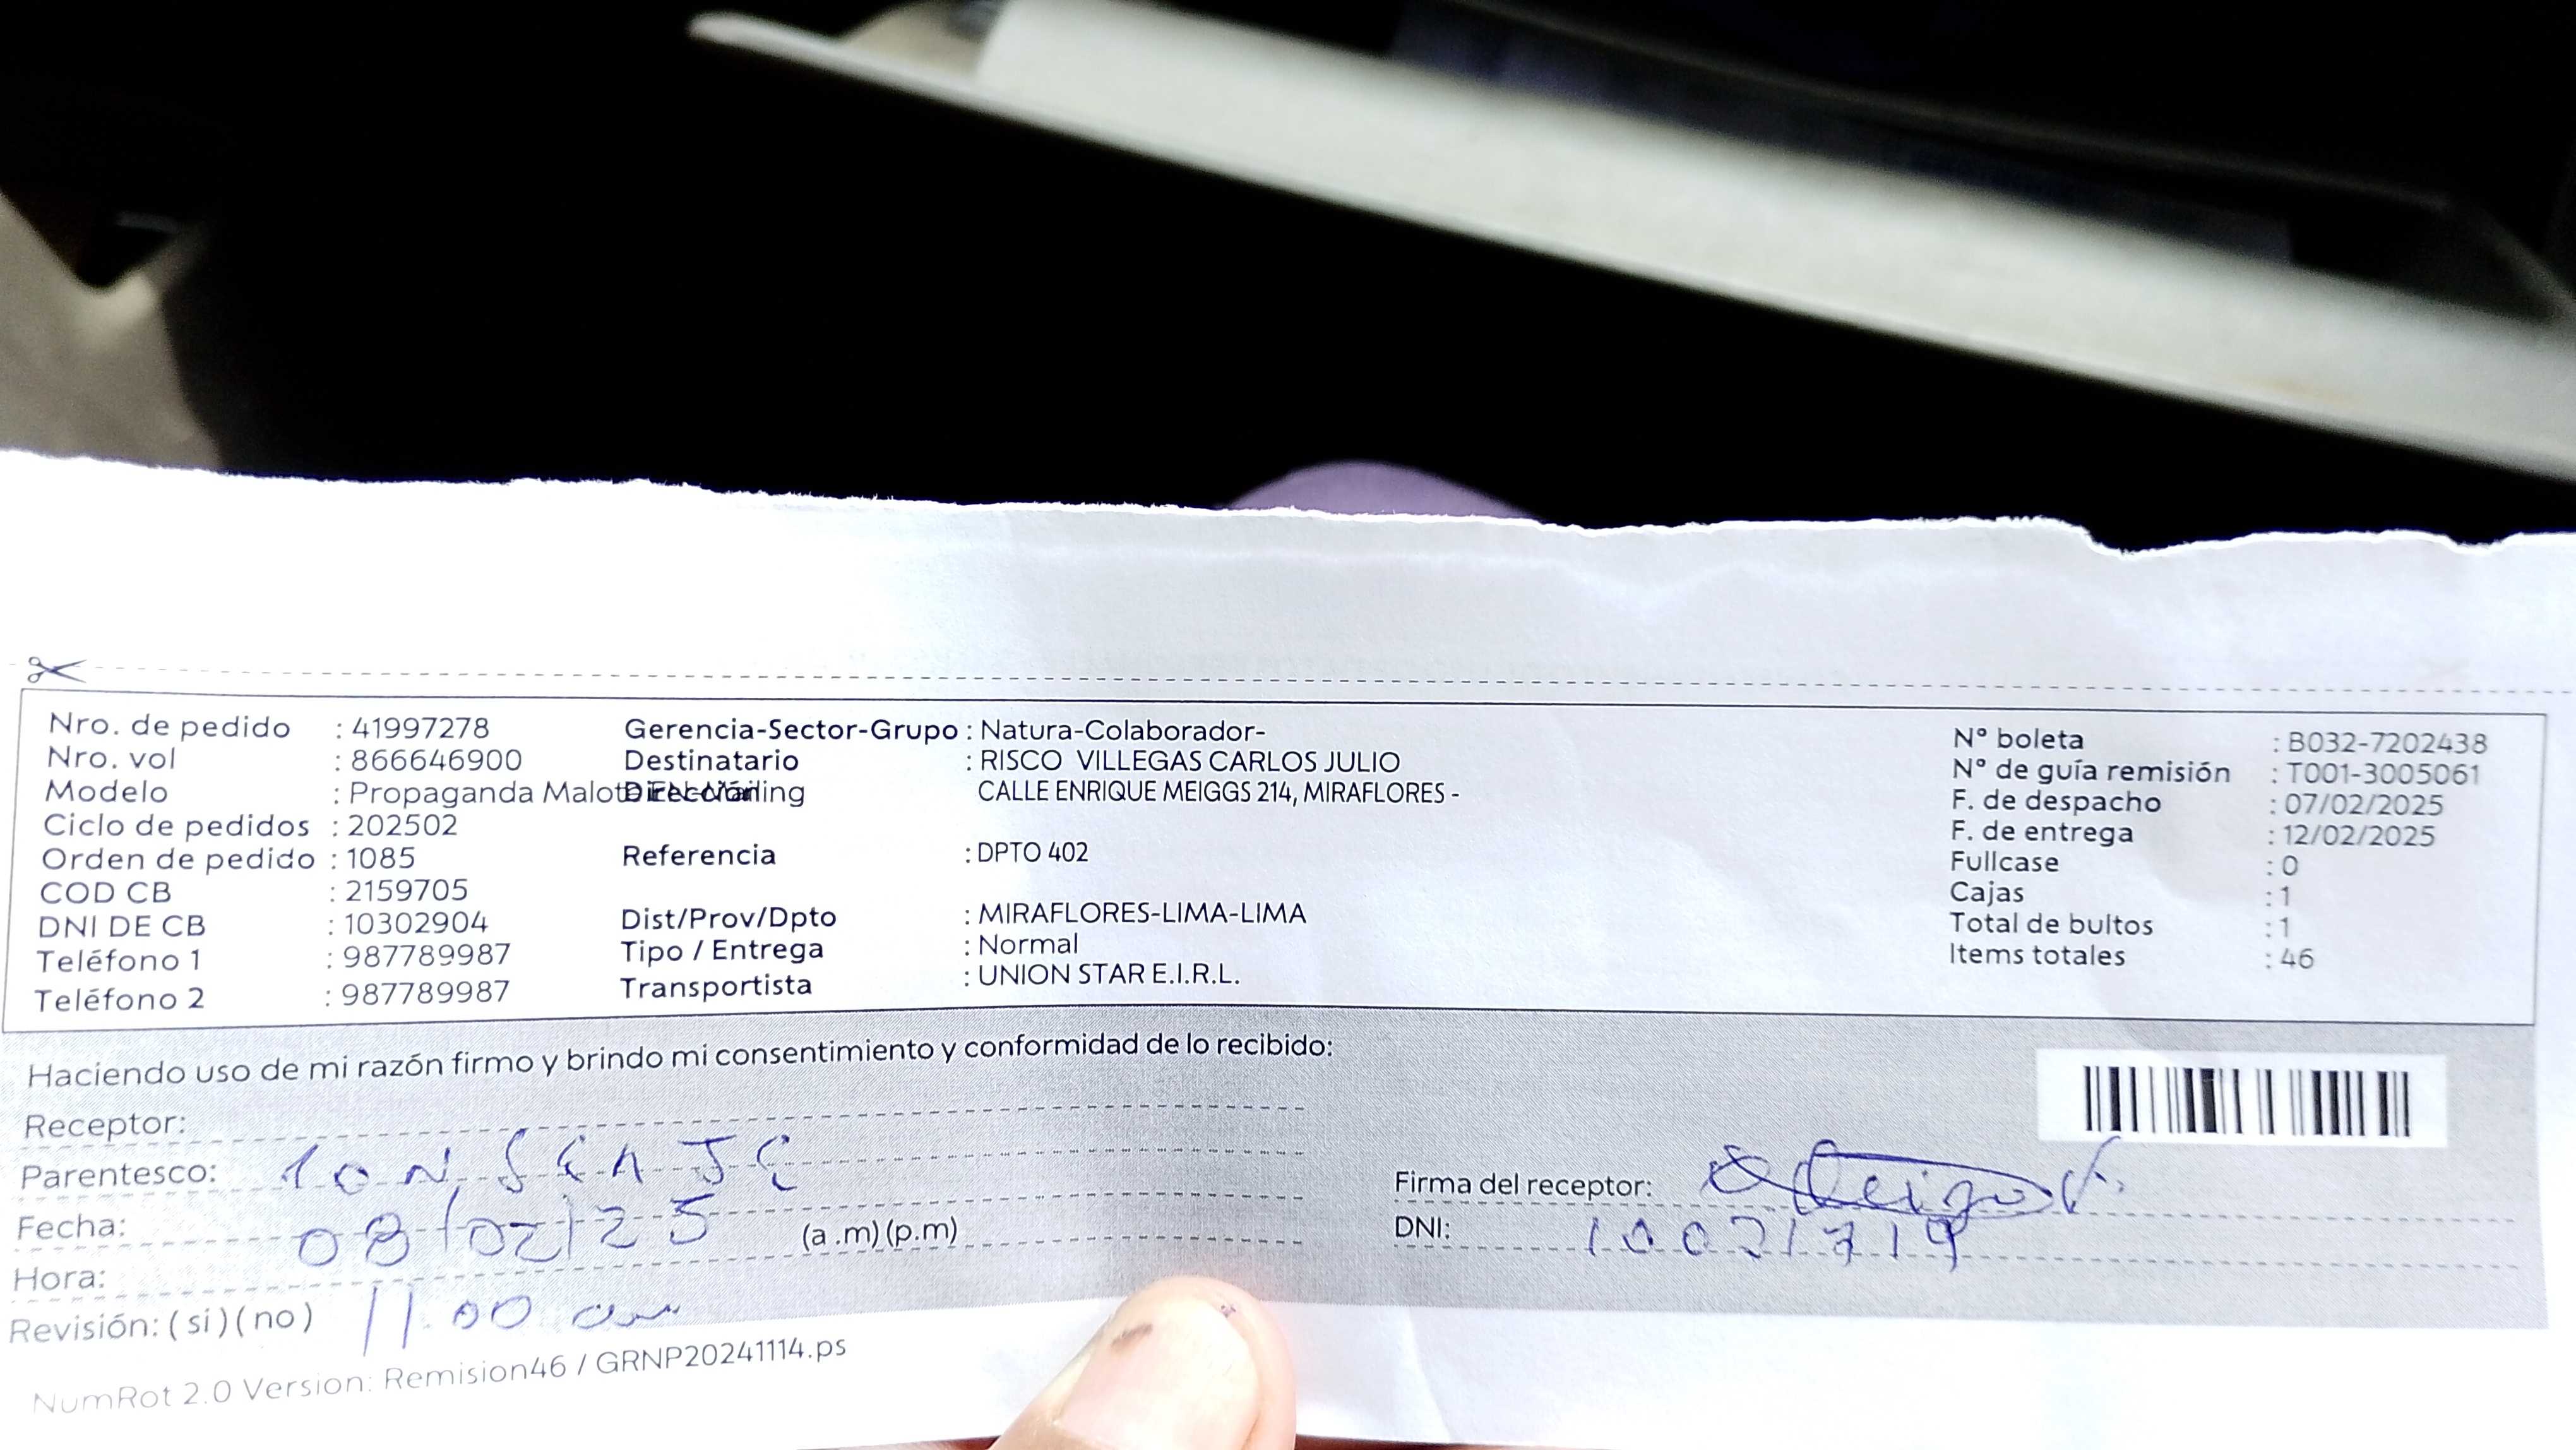 Nro. de pedido : 41997278
Nro. vol : 866646900
Modelo : Propaganda Malote EN-Mailing
Ciclo de pedidos : 202502
Orden de pedido : 1085
COD CB : 2159705
DNI DE CB : 10302904
Teléfono 1 : 987789987
Teléfono 2 : 987789987
Gerencia-Sector-Grupo : Natura-Colaborador-
Destinatario : RISCO VILLEGAS CARLOS JULIO
Dirección CALLE ENRIQUE MEIGGS 214, MIRAFLORES -
Referencia : DPTO 402
Dist/Prov/Dpto : MIRAFLORES-LIMA-LIMA
Tipo / Entrega : Normal
Transportista : UNION STAR E.I.R.L.
N° boleta : B032-7202438
N° de guía remisión : T001-3005061
F. de despacho : 07/02/2025
F. de entrega : 12/02/2025
Fullcase : 0
Cajas : 1
Total de bultos : 1
Items totales : 46
Haciendo uso de mi razón firmo y brindo mi consentimiento y conformidad de lo recibido:
Receptor:
Parentesco:
Fecha: 08/02/25 (a .m) (p.m)
Hora: 11:00 am
Revisión: ( si ) ( no )
Firma del receptor:
DNI:
NumRot 2.0 Version: Remision46 / GRNP20241114.ps